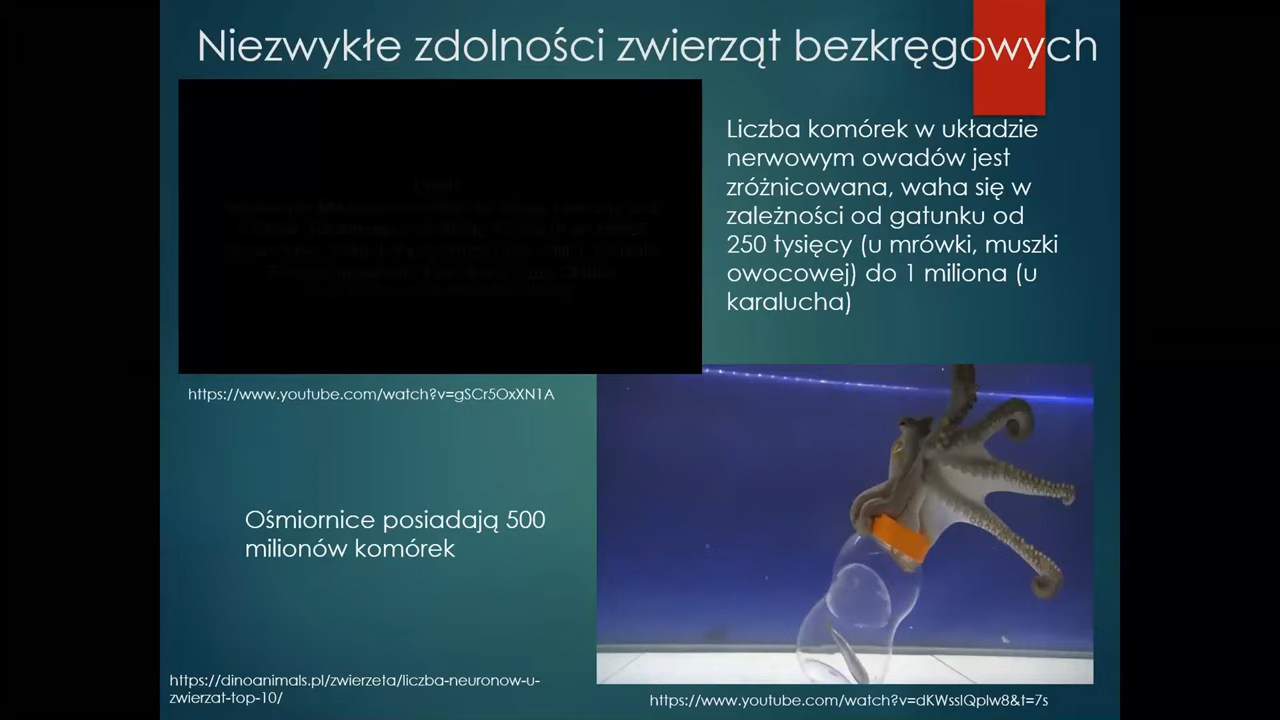 Niezwykłe zdolności zwierząt bezkręgowych
Liczba komórek w układzie
nerwowym owadów jest
zróżnicowana, waha się w
zależności od gatunku od
250 tysięcy (u mrówki, muszki
owocowej) do 1 miliona (u
karalucha)
https://www.youtube.com/watch?v=gSCr5OxXN1A
Ośmiornice posiadają 500
milionów komórek
https://dinoanimals.pl/zwierzeta/liczba-neuronow-u-
zwierzat-top-10/
https://www.youtube.com/watch?v=dKWsslQplw8&t=7s